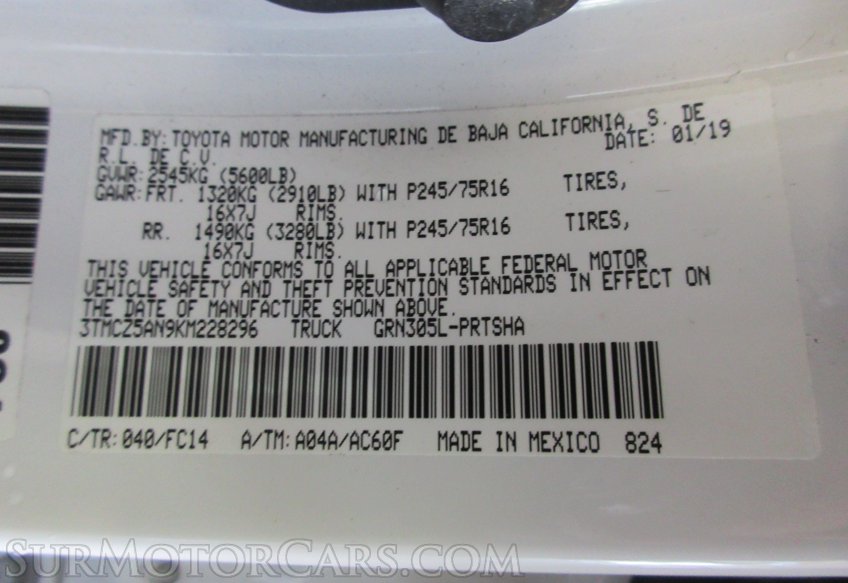 MFD.BY:TOYOTA MOTOR MANUFACTURING DE BAJA CALIFORNIA, S. DE
R.L. DE C.V. DATE: 01/19
GVWR:2545KG (5600LB)
GAWR:FRT. 1320KG (2910LB) WITH P245/75R16 TIRES,
16X7J RIMS.
RR. 1490KG (3280LB) WITH P245/75R16 TIRES,
16X7J RIMS.
THIS VEHICLE CONFORMS TO ALL APPLICABLE FEDERAL MOTOR
VEHICLE SAFETY AND THEFT PREVENTION STANDARDS IN EFFECT ON
THE DATE OF MANUFACTURE SHOWN ABOVE.
3TMCZ5AN9KM228296 TRUCK GRN305L-PRTSHA
C/TR:040/FC14 A/TM:A04A/AC60F MADE IN MEXICO 824
SURMOTORCARS.COM